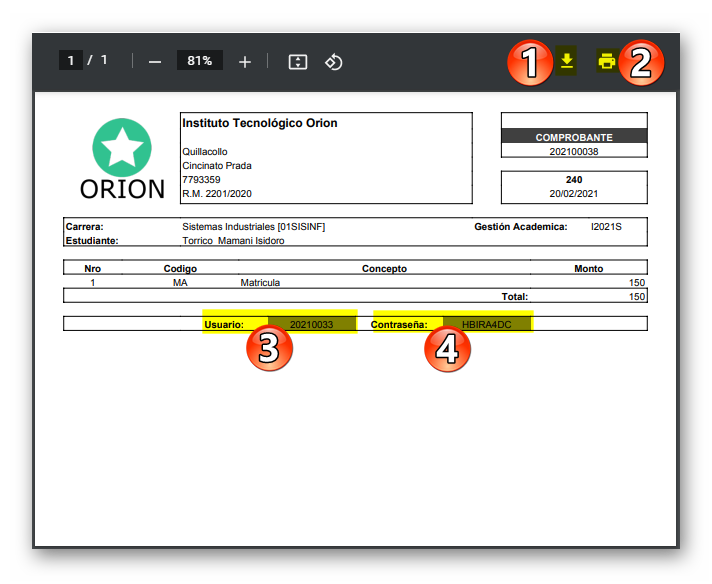 1 / 1 81% 1 2
Instituto Tecnológico Orion
COMPROBANTE
Quillacollo 202100038
Cincinato Prada
7793359 240
ORION R.M. 2201/2020 20/02/2021
Carrera: Sistemas Industriales [01SISINF] Gestión Academica: I2021S
Estudiante: Torrico Mamani Isidoro
Nro Codigo Concepto Monto
1 MA Matricula 150
Total: 150
Usuario: 20210033 Contraseña: HBIRA4DC
3 4